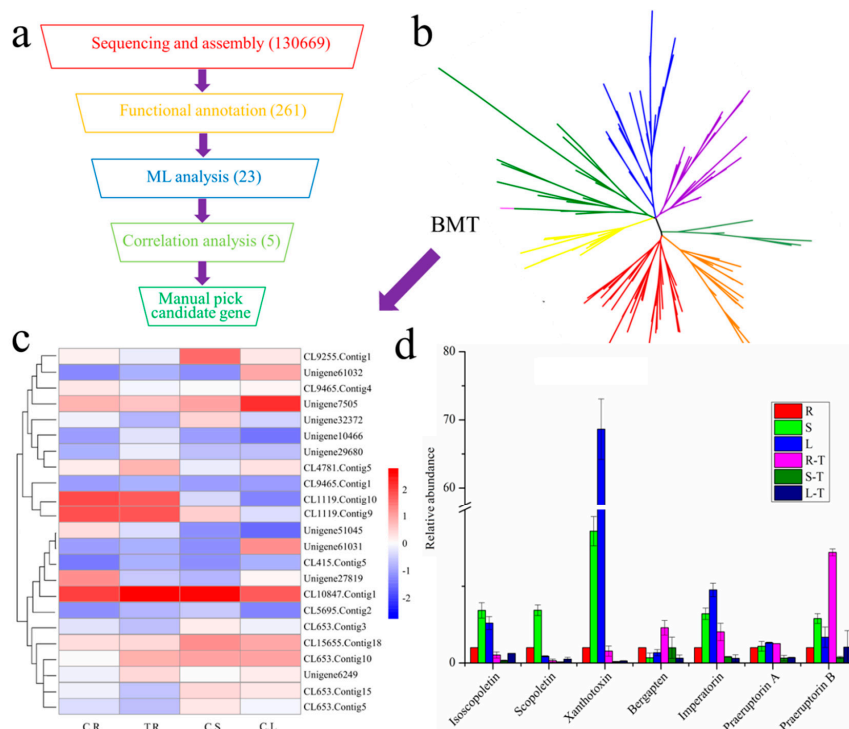 a
Sequencing and assembly (130669)
Functional annotation (261)
ML analysis (23)
Correlation analysis (5)
Manual pick
candidate gene
b
BMT
c
CL9255.Contig1
Unigene61032
CL9465.Contig4
Unigene7505
Unigene32372
Unigene10466
Unigene29680
CL4781.Contig5
CL9465.Contig1
CL1119.Contig10
CL1119.Contig9
Unigene51045
Unigene61031
CL415.Contig5
Unigene27819
CL10847.Contig1
CL5695.Contig2
CL653.Contig3
CL15655.Contig18
CL653.Contig10
Unigene6249
CL653.Contig15
CL653.Contig5
C.R
T.R
C.S
C.L
2
1
0
-1
-2
d
Relative abundance
80
70
60
0
R
S
L
R-T
S-T
L-T
Isoscopoletin
Scopoletin
Xanthotoxin
Bergapten
Imperatorin
Praeruptorin A
Praeruptorin B